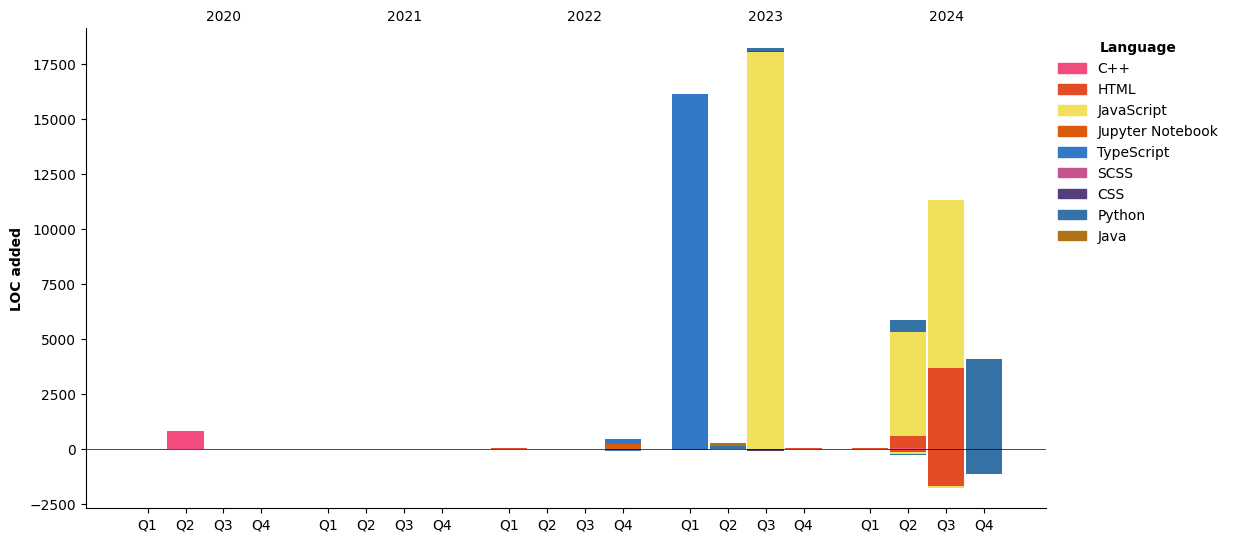 2020 2021 2022 2023 2024
Language
C++
HTML
JavaScript
Jupyter Notebook
TypeScript
SCSS
CSS
Python
Java
LOC added
17500
15000
12500
10000
7500
5000
2500
0
−2500
Q1 Q2 Q3 Q4 Q1 Q2 Q3 Q4 Q1 Q2 Q3 Q4 Q1 Q2 Q3 Q4 Q1 Q2 Q3 Q4